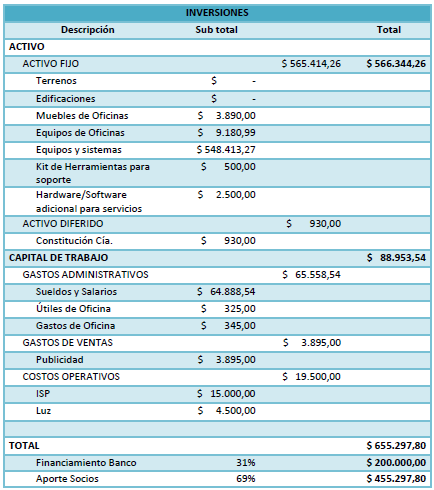 INVERSIONES
Descripción Sub total Total
ACTIVO
ACTIVO FIJO $ 565.414,26 $ 566.344,26
Terrenos $ -
Edificaciones $ -
Muebles de Oficinas $ 3.890,00
Equipos de Oficinas $ 9.180,99
Equipos y sistemas $ 548.413,27
Kit de Herramientas para $ 500,00
soporte
Hardware/Software $ 2.500,00
adicional para servicios
ACTIVO DIFERIDO $ 930,00
Constitución Cía. $ 930,00
CAPITAL DE TRABAJO $ 88.953,54
GASTOS ADMINISTRATIVOS $ 65.558,54
Sueldos y Salarios $ 64.888,54
Útiles de Oficina $ 325,00
Gastos de Oficina $ 345,00
GASTOS DE VENTAS $ 3.895,00
Publicidad $ 3.895,00
COSTOS OPERATIVOS $ 19.500,00
ISP $ 15.000,00
Luz $ 4.500,00
TOTAL $ 655.297,80
Financiamiento Banco 31% $ 200.000,00
Aporte Socios 69% $ 455.297,80